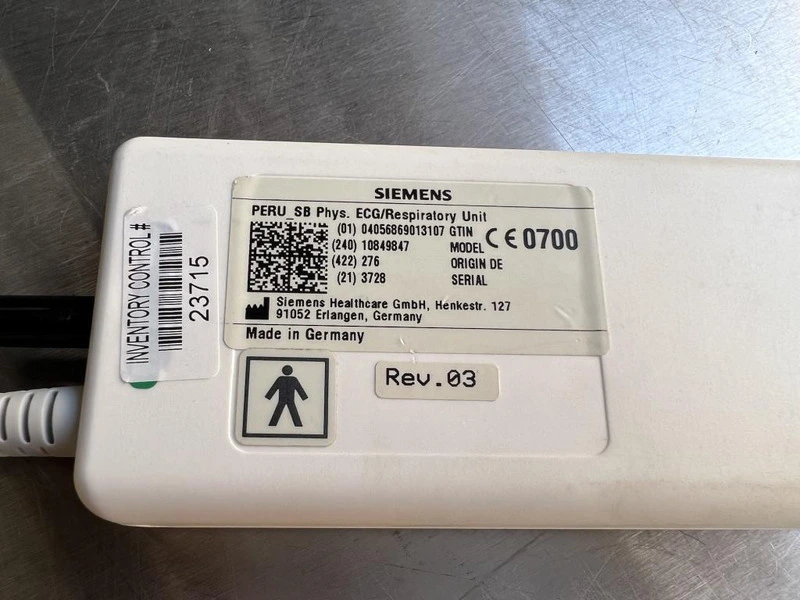 SIEMENS
PERU_SB Phys. ECG/Respiratory Unit
(01) 04056869013107 GTIN
(240) 10849847 MODEL
CE 0700
(422) 276 ORIGIN DE
(21) 3728 SERIAL
Siemens Healthcare GmbH, Henkestr. 127
91052 Erlangen, Germany
Made in Germany
Rev.03
INVENTORY CONTROL#
23715